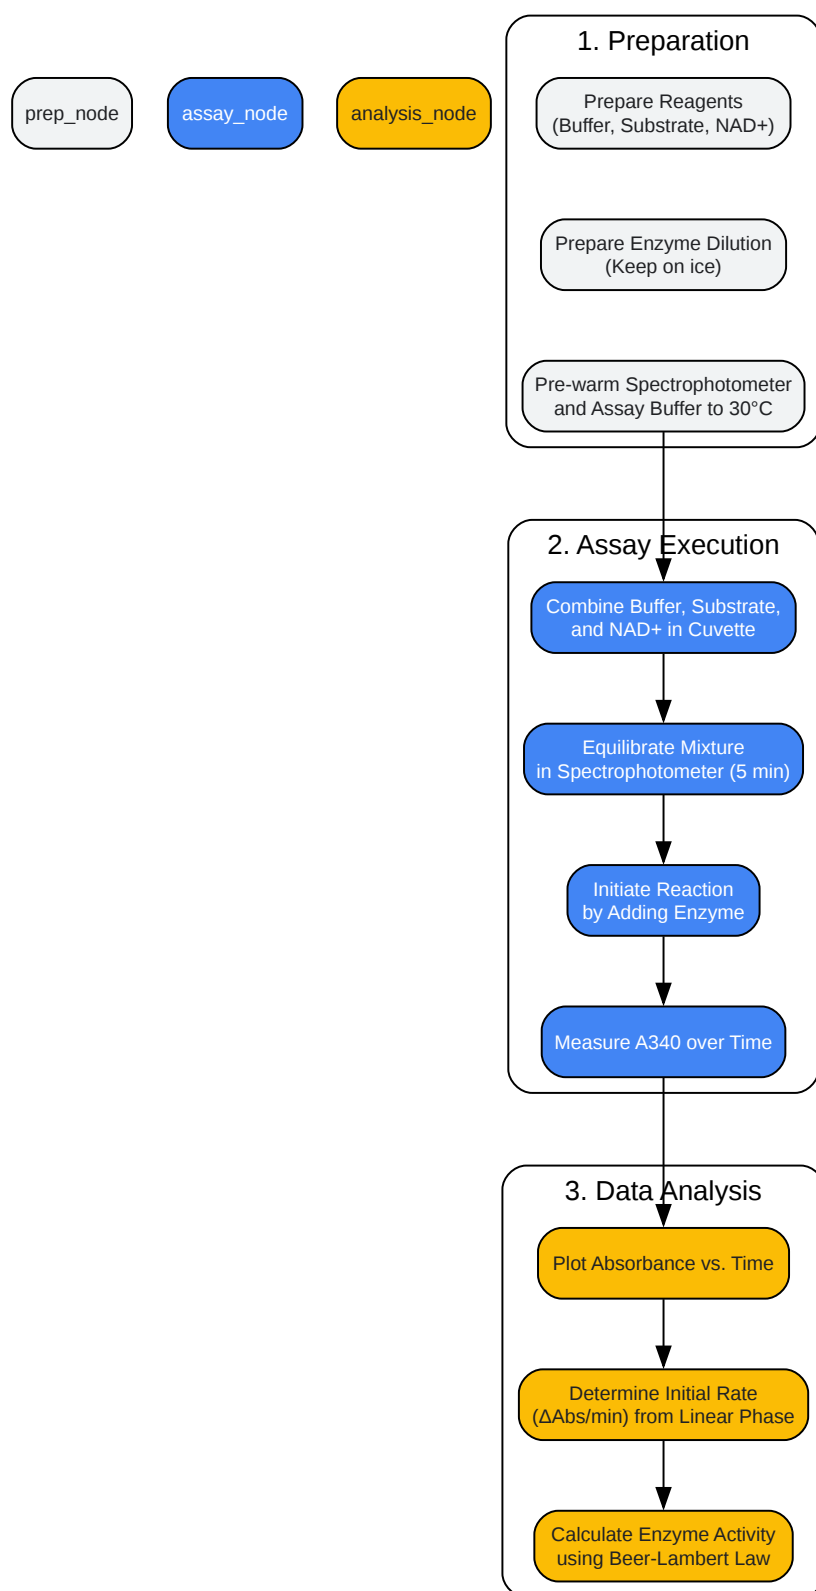 prep_node
assay_node
analysis_node
1. Preparation
Prepare Reagents
(Buffer, Substrate, NAD+)
Prepare Enzyme Dilution
(Keep on ice)
Pre-warm Spectrophotometer
and Assay Buffer to 30°C
2. Assay Execution
Combine Buffer, Substrate,
and NAD+ in Cuvette
Equilibrate Mixture
in Spectrophotometer (5 min)
Initiate Reaction
by Adding Enzyme
Measure A340 over Time
3. Data Analysis
Plot Absorbance vs. Time
Determine Initial Rate
(ΔAbs/min) from Linear Phase
Calculate Enzyme Activity
using Beer-Lambert Law